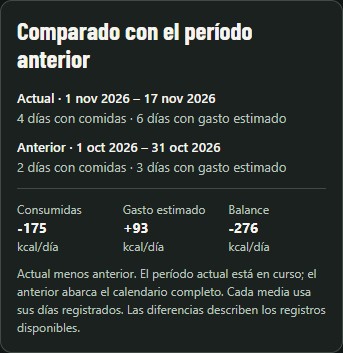 Comparado con el período
anterior
Actual · 1 nov 2026 – 17 nov 2026
4 días con comidas · 6 días con gasto estimado
Anterior · 1 oct 2026 – 31 oct 2026
2 días con comidas · 3 días con gasto estimado
Consumidas Gasto estimado Balance
-175 +93 -276
kcal/día kcal/día kcal/día
Actual menos anterior. El período actual está en curso; el
anterior abarca el calendario completo. Cada media usa
sus días registrados. Las diferencias describen los registros
disponibles.